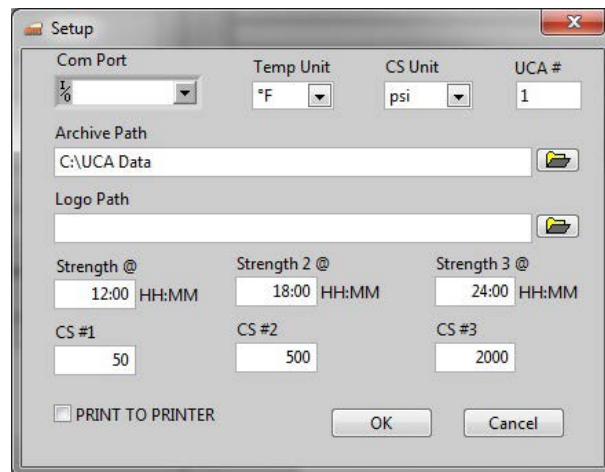 Setup
Com Port Temp Unit CS Unit UCA #
I/O °F psi 1
Archive Path
C:\UCA Data
Logo Path
Strength @ Strength 2 @ Strength 3 @
12:00 HH:MM 18:00 HH:MM 24:00 HH:MM
CS #1 CS #2 CS #3
50 500 2000
PRINT TO PRINTER OK Cancel